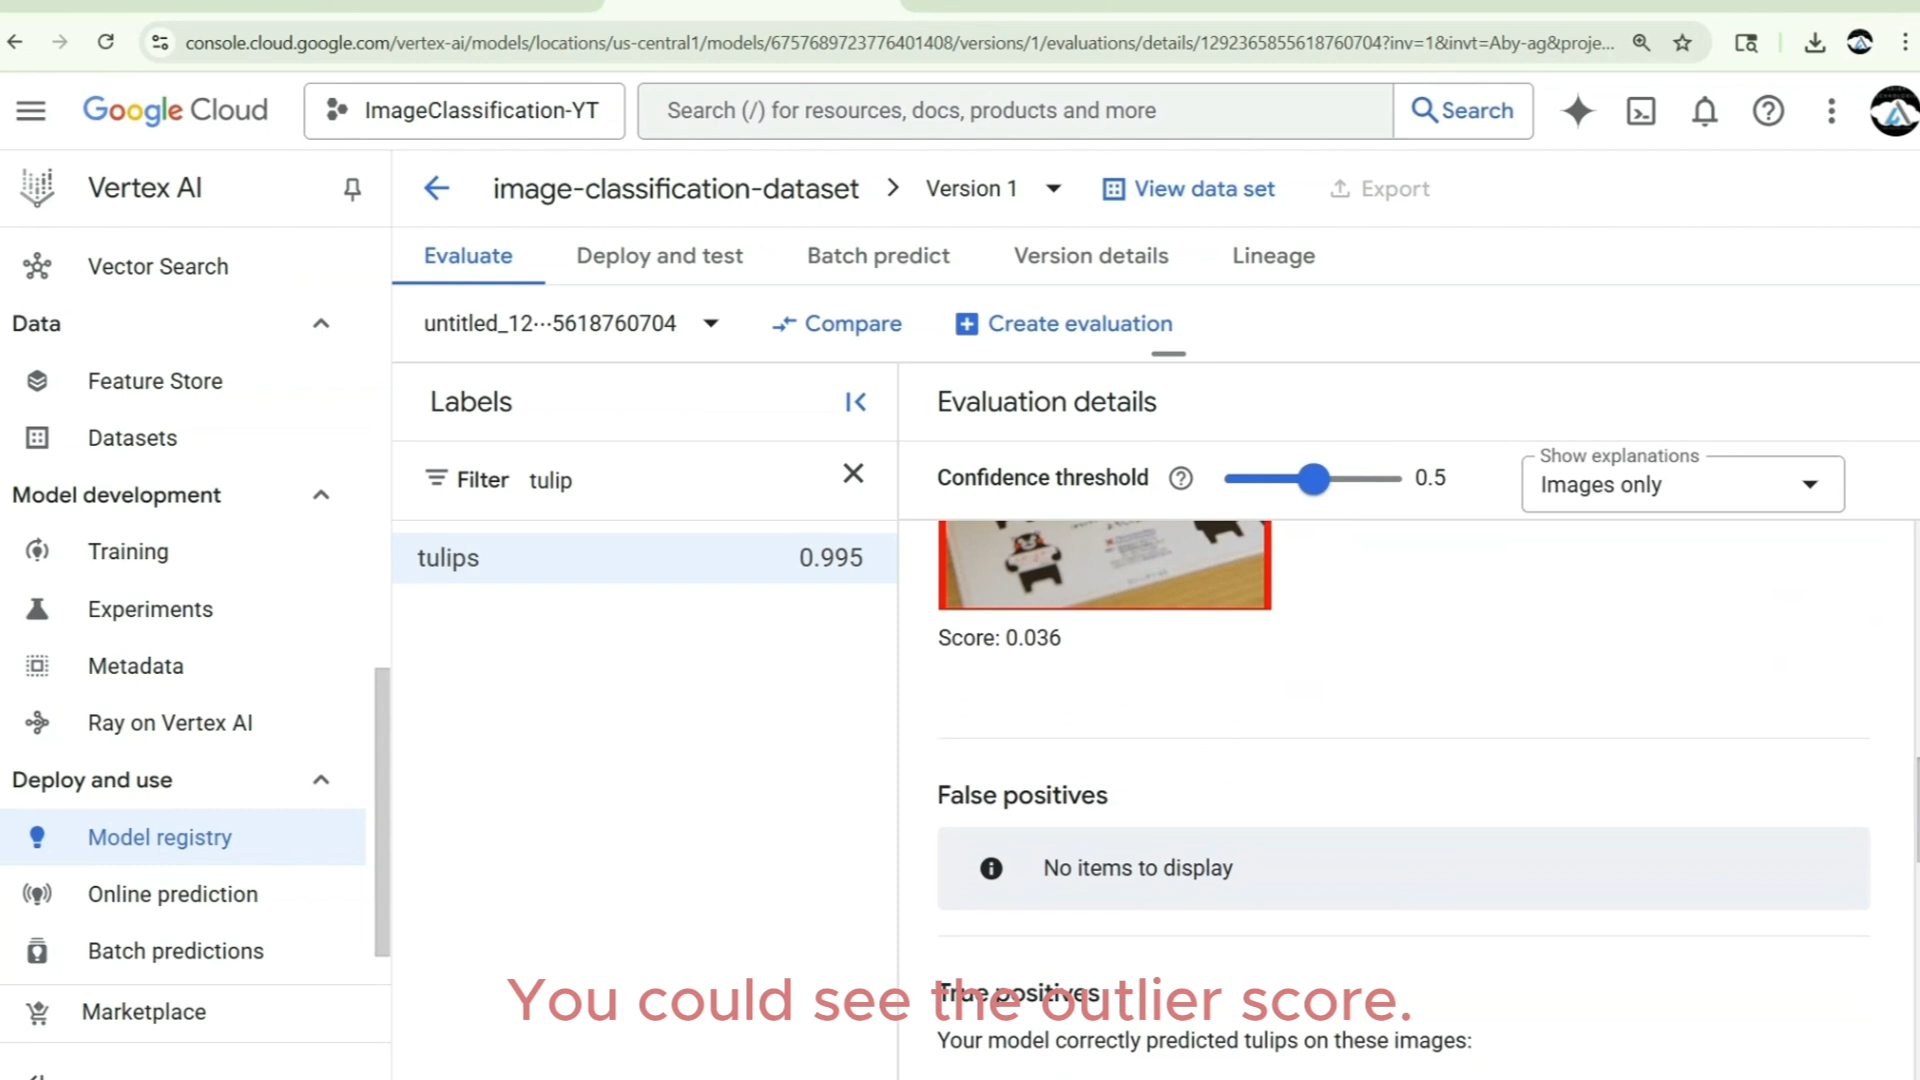 console.cloud.google.com/vertex-ai/models/locations/us-central1/models/6757689723776401408/versions/1/evaluations/details/1292365855618760704?inv=1&invt=Aby-ag&proje...
Google Cloud
ImageClassification-YT
Search (/) for resources, docs, products and more
Search
Vertex AI
image-classification-dataset
Version 1
View data set
Export
Vector Search
Evaluate
Deploy and test
Batch predict
Version details
Lineage
Data
untitled_12···5618760704
Compare
Create evaluation
Feature Store
Labels
Evaluation details
Datasets
Filter tulip
Confidence threshold
0.5
Show explanations
Images only
Model development
Training
tulips 0.995
Experiments
Score: 0.036
Metadata
Ray on Vertex AI
Deploy and use
False positives
Model registry
No items to display
Online prediction
Batch predictions
True positives
You could see the outlier score.
Marketplace
Your model correctly predicted tulips on these images: